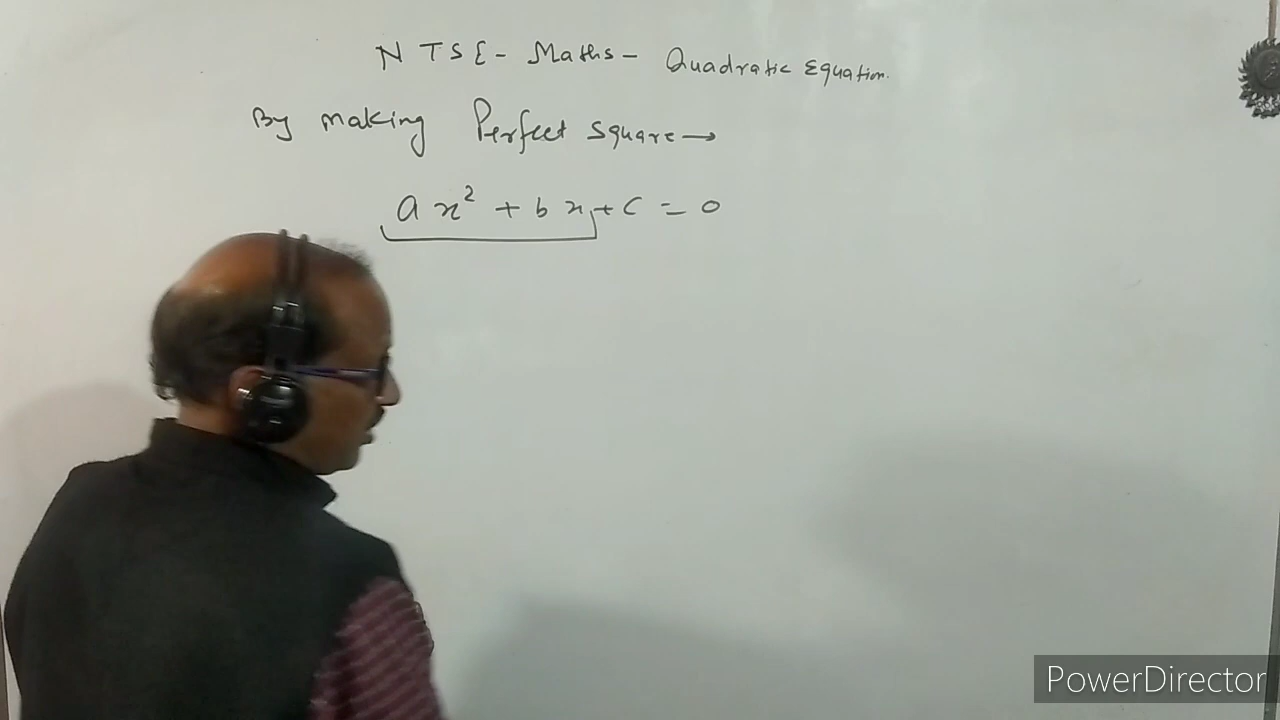 NTSE - Maths - Quadratic Equation.
By making Perfect square →
ax² + bx + c = 0
PowerDirector